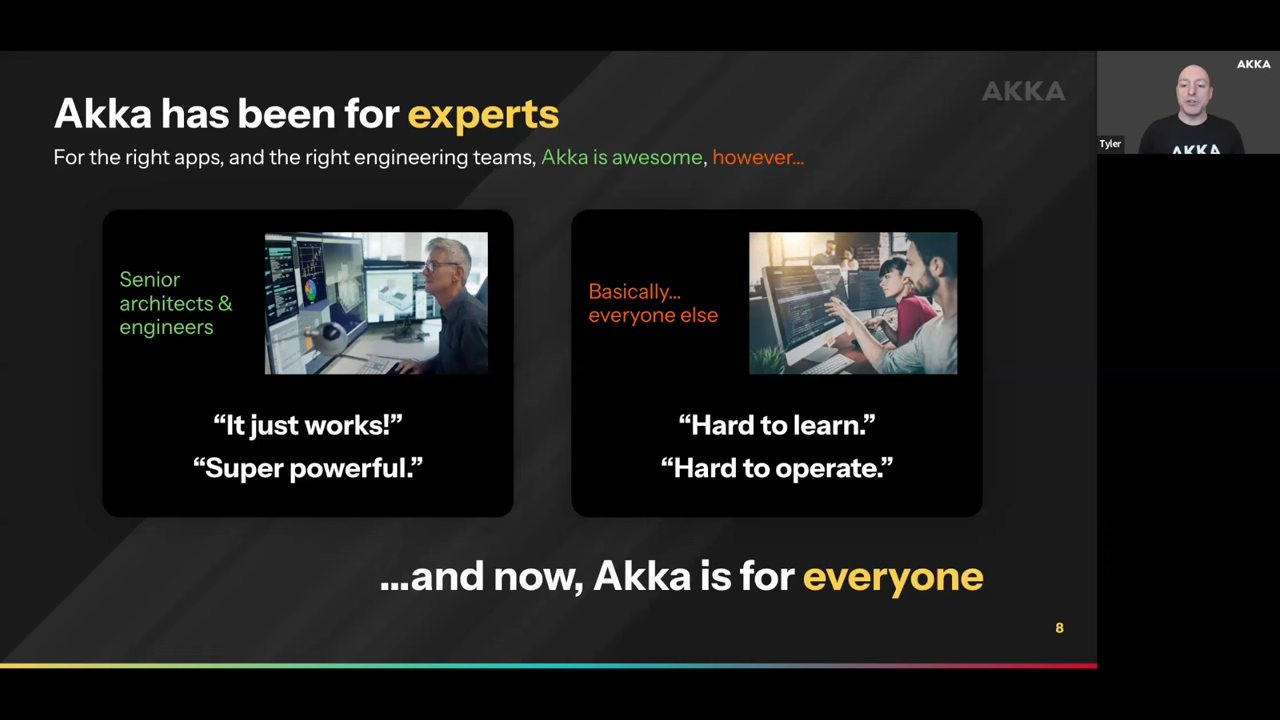 AKKA
Akka has been for experts
For the right apps, and the right engineering teams, Akka is awesome, however...
Senior
architects &
engineers
“It just works!”
“Super powerful.”
Basically...
everyone else
“Hard to learn.”
“Hard to operate.”
...and now, Akka is for everyone
8
AKKA
AKKA
Tyler